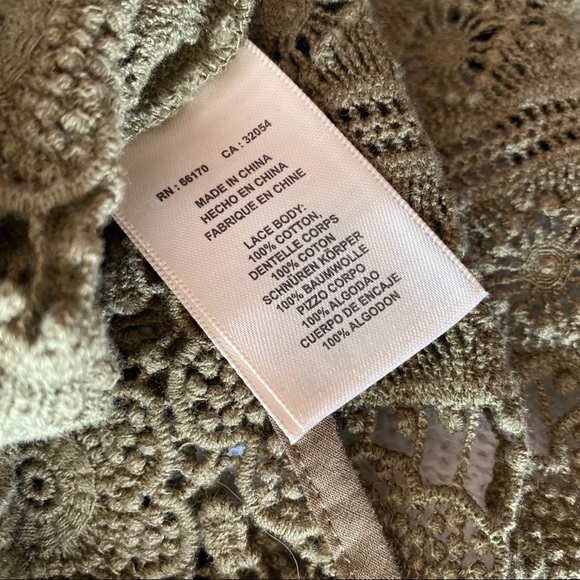 RN : 66170 CA : 32054
MADE IN CHINA
HECHO EN CHINA
FABRIQUE EN CHINE
LACE BODY:
100% COTTON,
DENTELLE CORPS
100% COTON
SCHNÜREN KÖRPER
100% BAUMWOLLE
PIZZO CORPO
100% ALGODAO
CUERPO DE ENCAJE
100% ALGODON